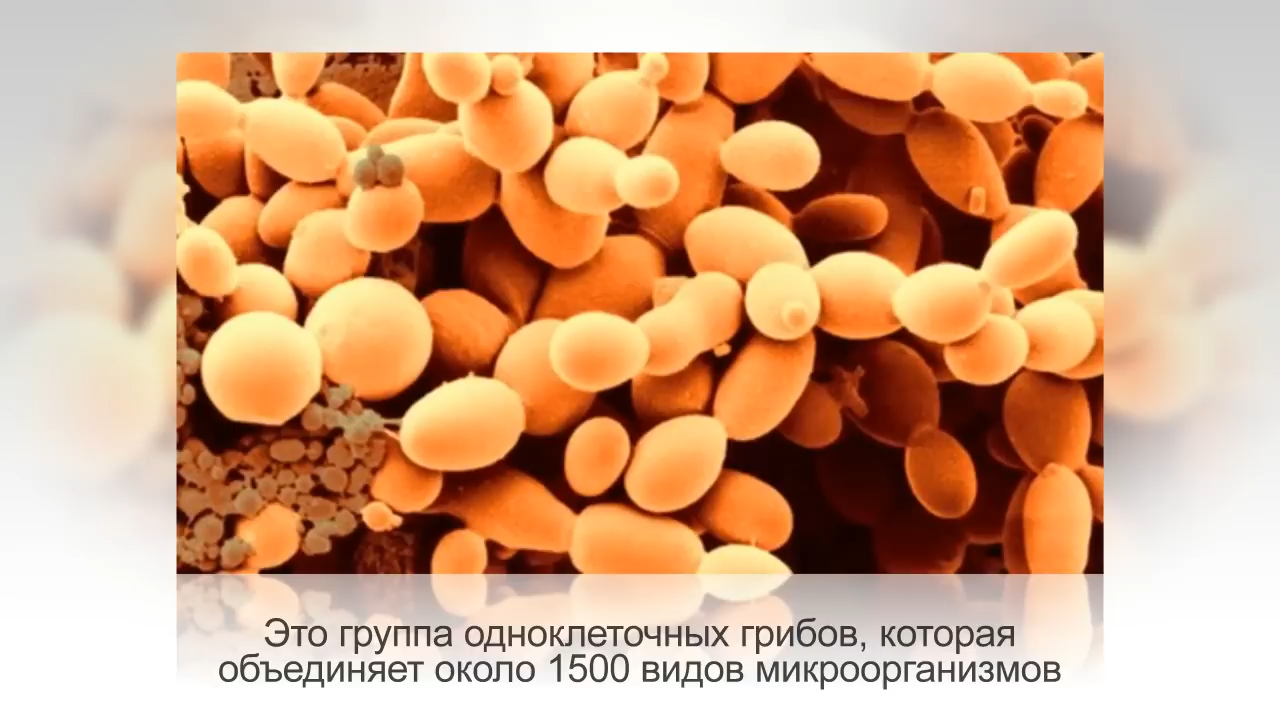 Это группа одноклеточных грибов, которая
объединяет около 1500 видов микроорганизмов